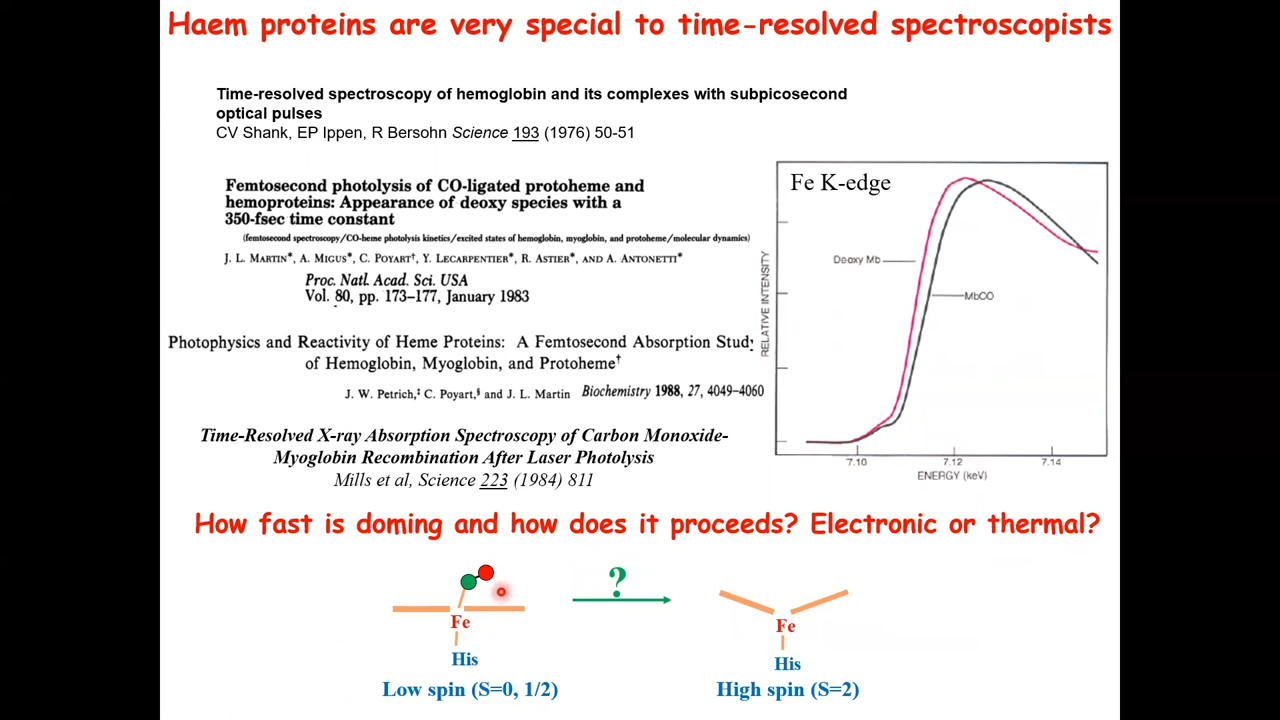 Haem proteins are very special to time-resolved spectroscopists
Time-resolved spectroscopy of hemoglobin and its complexes with subpicosecond
optical pulses
CV Shank, EP Ippen, R Bersohn Science 193 (1976) 50-51
Femtosecond photolysis of CO-ligated protoheme and
hemoproteins: Appearance of deoxy species with a
350-fsec time constant
(femtosecond spectroscopy/CO-heme photolysis kinetics/excited states of hemoglobin, myoglobin, and protoheme/molecular dynamics)
J. L. MARTIN*, A. MIGUS*, C. POYART†, Y. LECARPENTIER*, R. ASTIER*, AND A. ANTONETTI*
Proc. Natl. Acad. Sci. USA
Vol. 80, pp. 173–177, January 1983
Photophysics and Reactivity of Heme Proteins: A Femtosecond Absorption Study
of Hemoglobin, Myoglobin, and Protoheme†
J. W. Petrich,‡ C. Poyart,§ and J. L. Martin Biochemistry 1988, 27, 4049–4060
Time-Resolved X-ray Absorption Spectroscopy of Carbon Monoxide-
Myoglobin Recombination After Laser Photolysis
Mills et al, Science 223 (1984) 811
Fe K-edge
Deoxy Mb
MbCO
RELATIVE INTENSITY
7.10 7.12 7.14
ENERGY (keV)
How fast is doming and how does it proceeds? Electronic or thermal?
?
Fe
His
Low spin (S=0, 1/2)
Fe
His
High spin (S=2)